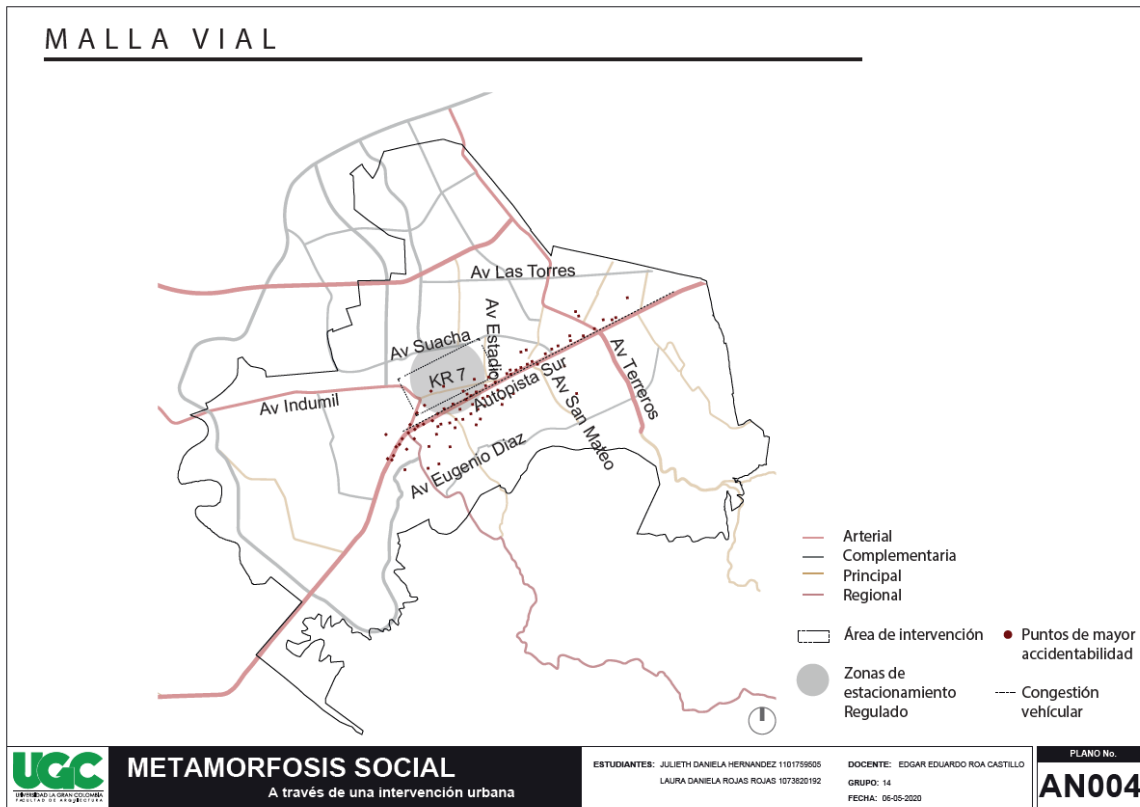 MALLA VIAL
Av Las Torres
Av Estadio
Av Suacha
KR 7
Autopista Sur
Av Terreros
Av Indumil
Av San Mateo
Av Eugenio Diaz
Arterial
Complementaria
Principal
Regional
Área de intervención
Puntos de mayor
accidentabilidad
Zonas de
estacionamiento
Regulado
Congestión
vehícular
UGC
UNIVERSIDAD LA GRAN COLOMBIA
FACULTAD DE ARQUITECTURA
METAMORFOSIS SOCIAL
A través de una intervención urbana
ESTUDIANTES: JULIETH DANIELA HERNANDEZ 1101759505
LAURA DANIELA ROJAS ROJAS 1073820192
DOCENTE: EDGAR EDUARDO ROA CASTILLO
GRUPO: 14
FECHA: 06-05-2020
PLANO No.
AN004